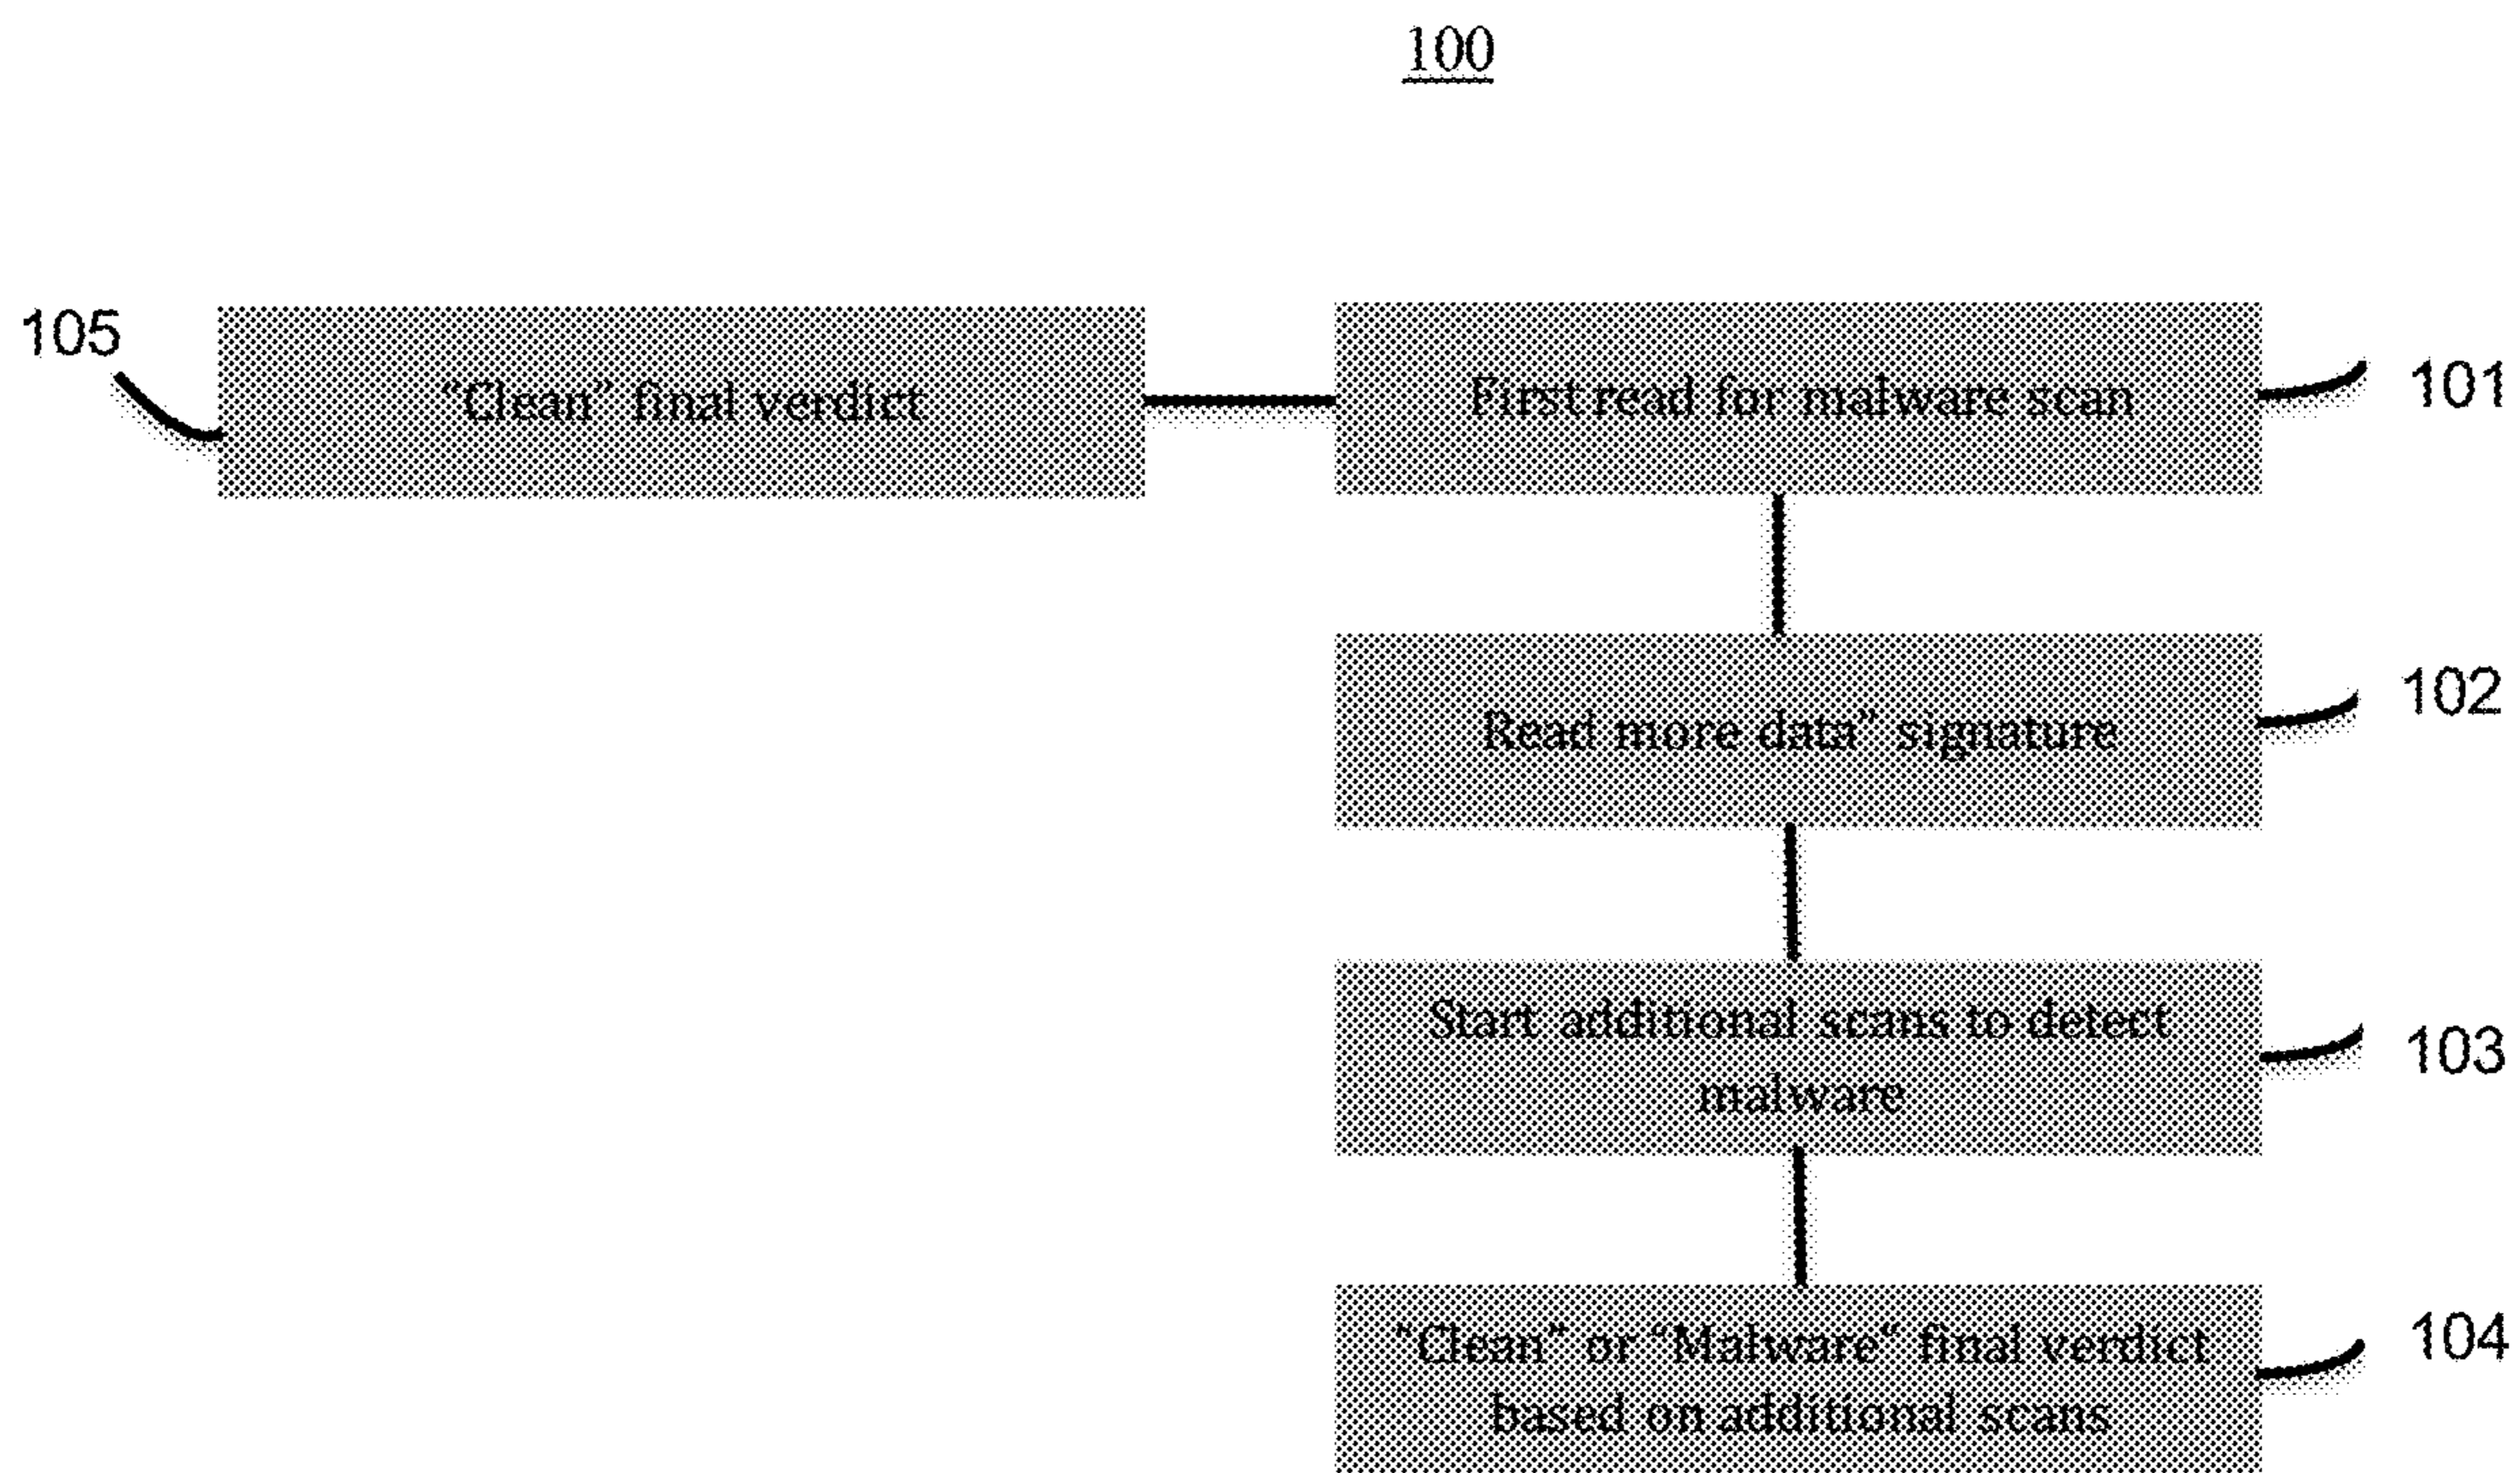 100
105
“Clean” final verdict
First read for malware scan
101
Read more data” signature
102
Start additional scans to detect
malware
103
“Clean” or “Malware“ final verdict
based on additional scans
104